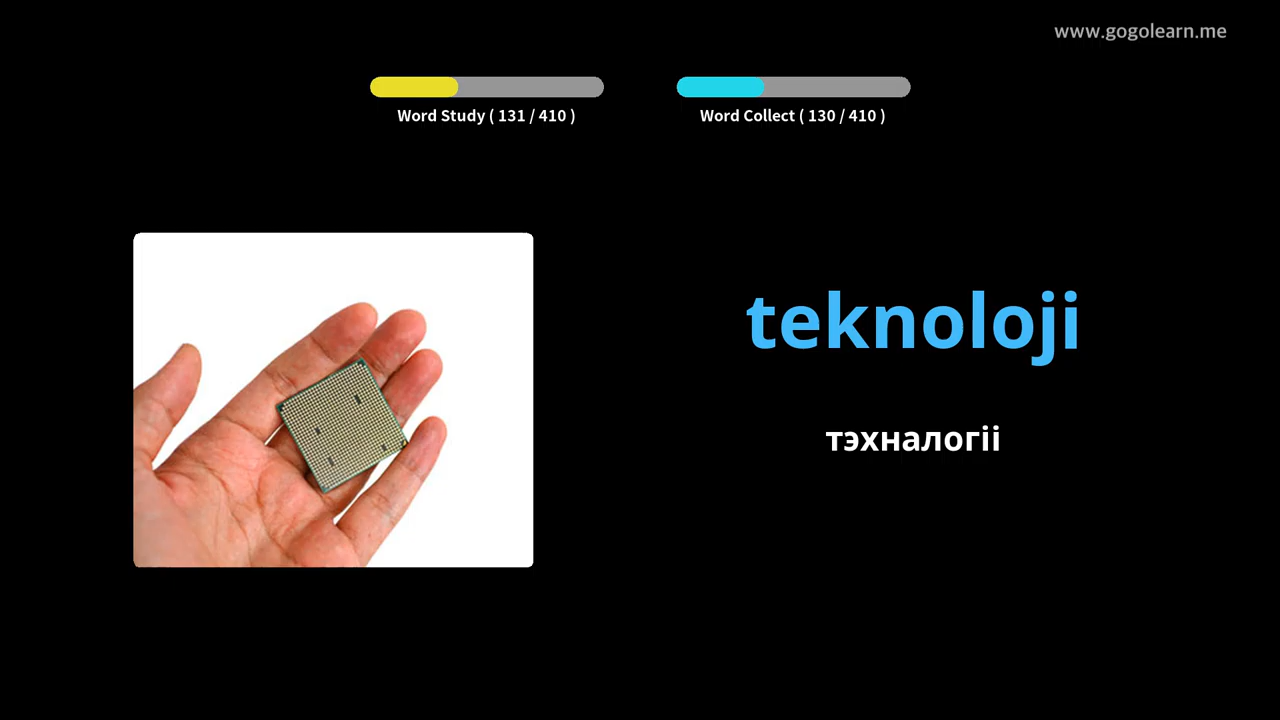 www.gogolearn.me
Word Study ( 131 / 410 )
Word Collect ( 130 / 410 )
teknoloji
тэхналогіі